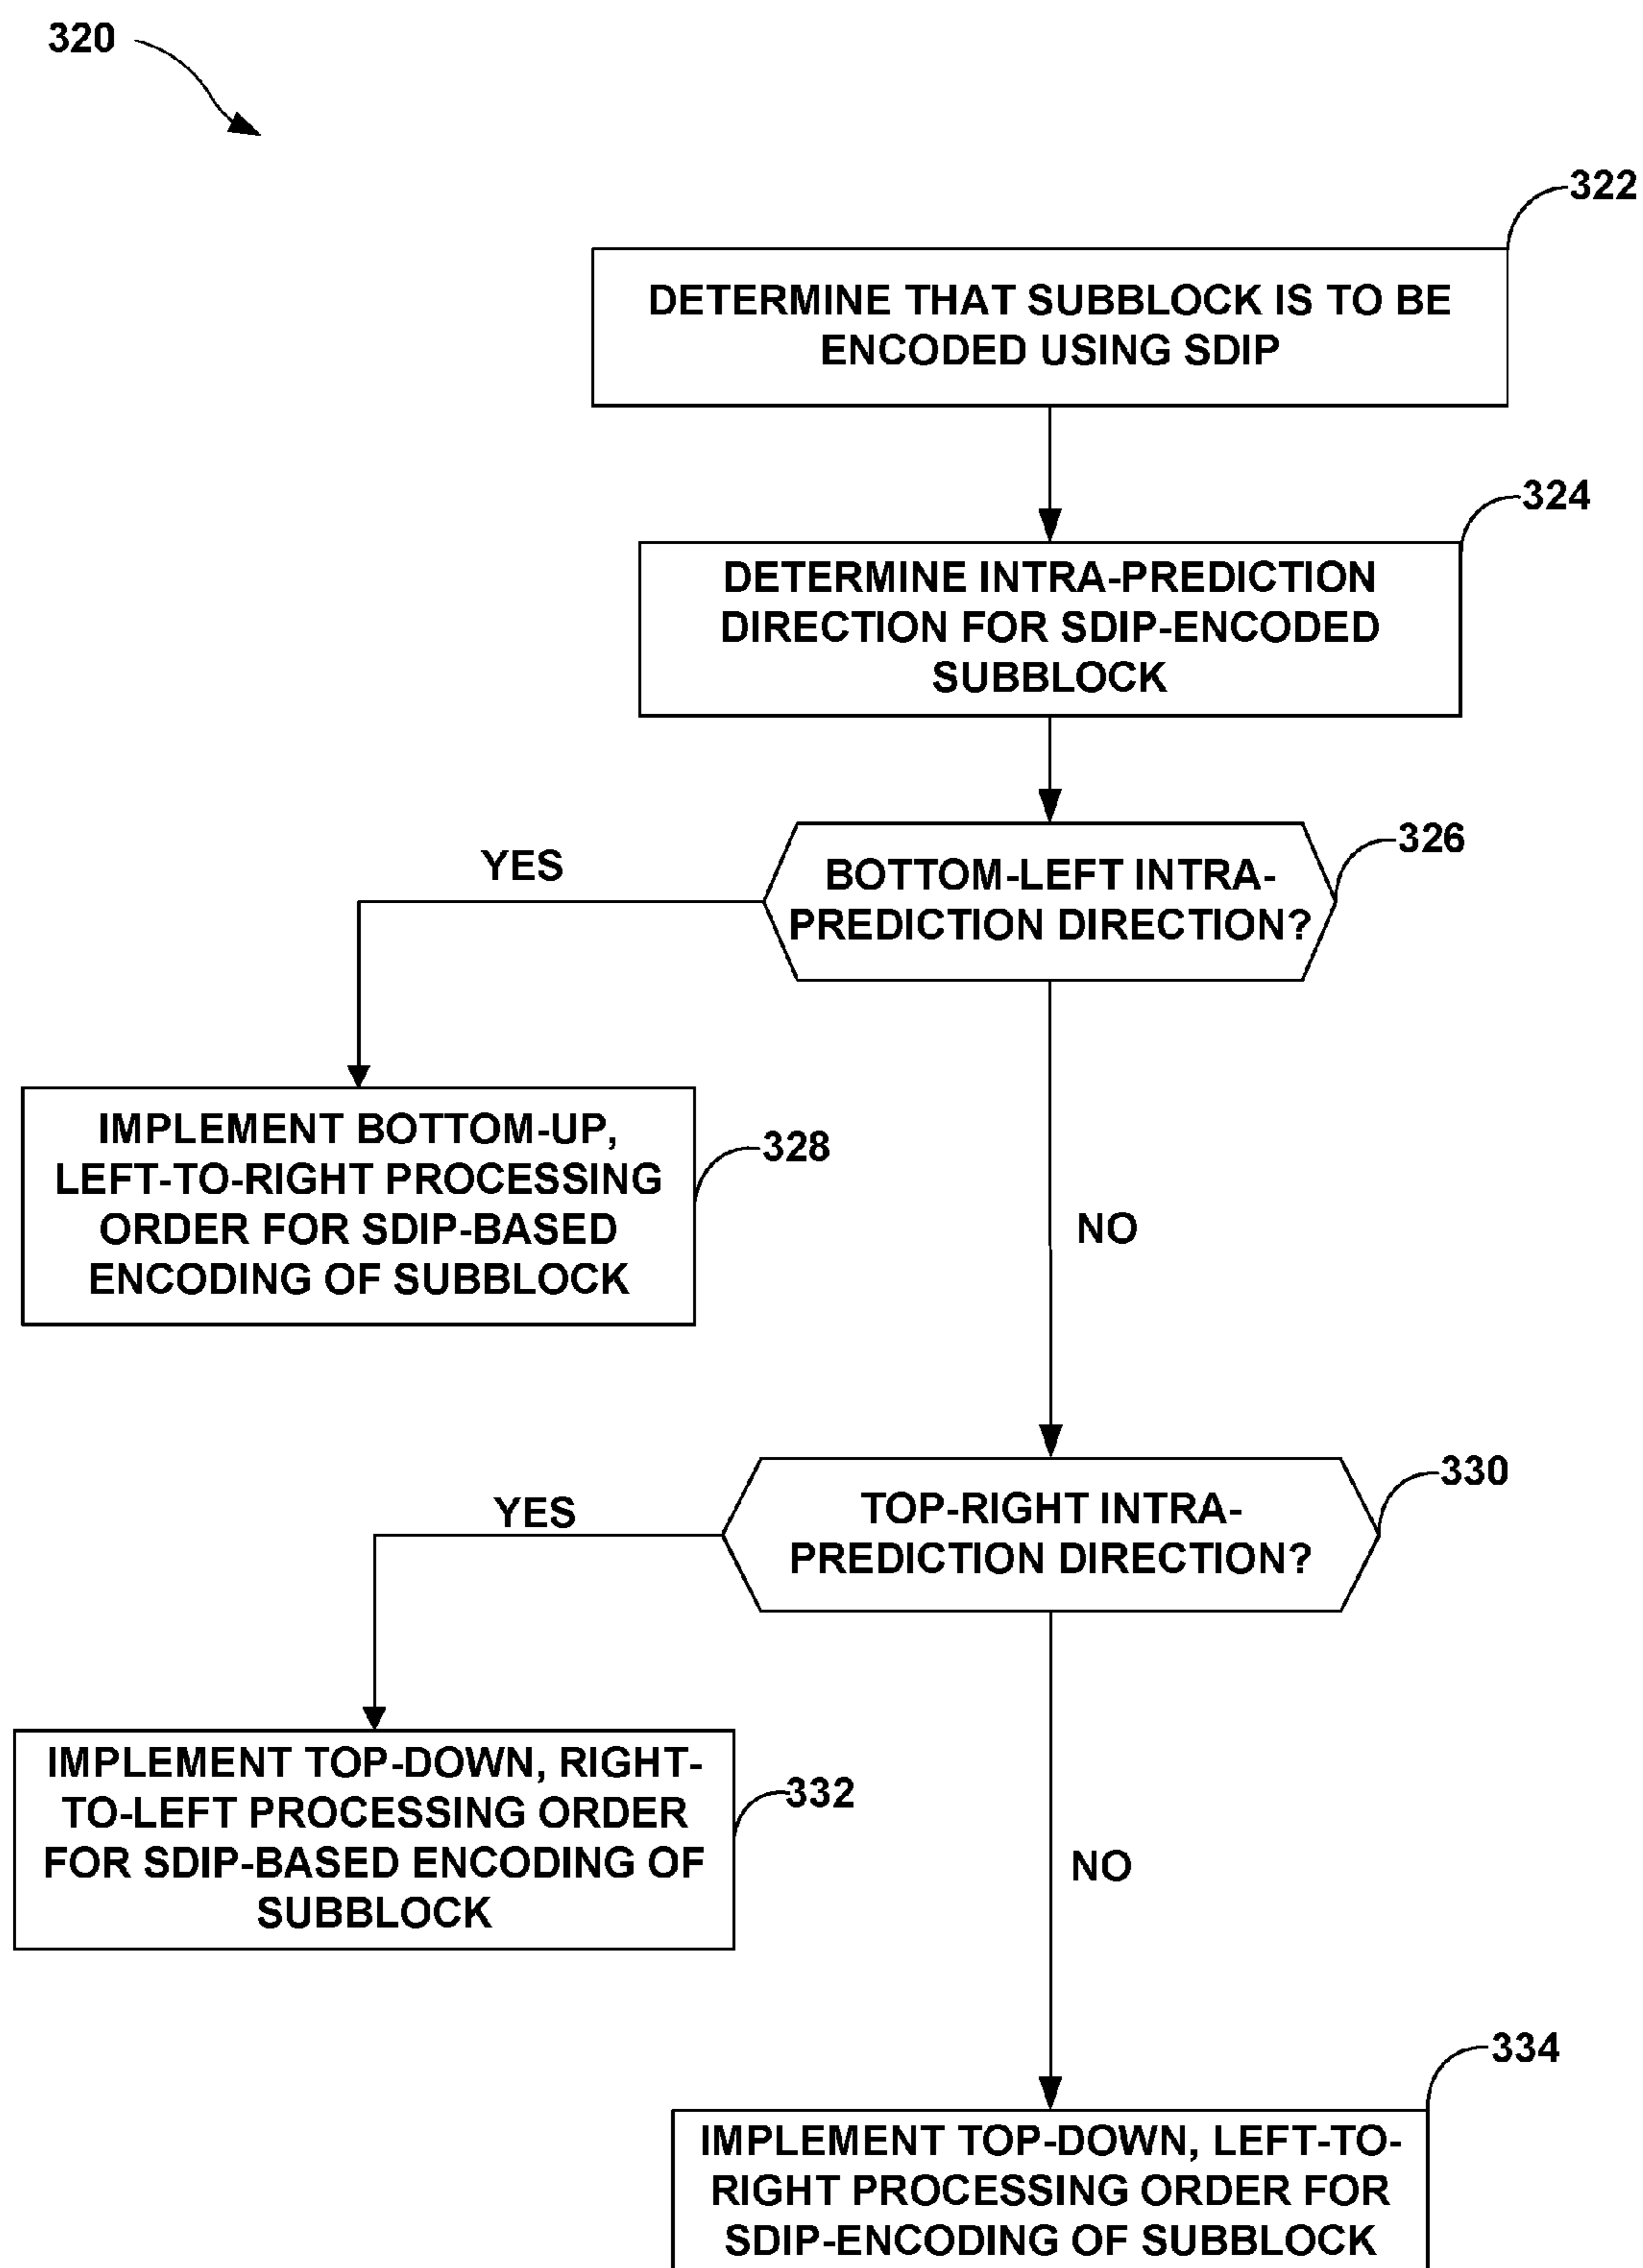 320
322
DETERMINE THAT SUBBLOCK IS TO BE
ENCODED USING SDIP
324
DETERMINE INTRA-PREDICTION
DIRECTION FOR SDIP-ENCODED
SUBBLOCK
326
BOTTOM-LEFT INTRA-
PREDICTION DIRECTION?
YES
IMPLEMENT BOTTOM-UP,
LEFT-TO-RIGHT PROCESSING
ORDER FOR SDIP-BASED
ENCODING OF SUBBLOCK
328
NO
330
TOP-RIGHT INTRA-
PREDICTION DIRECTION?
YES
IMPLEMENT TOP-DOWN, RIGHT-
TO-LEFT PROCESSING ORDER
FOR SDIP-BASED ENCODING OF
SUBBLOCK
332
NO
334
IMPLEMENT TOP-DOWN, LEFT-TO-
RIGHT PROCESSING ORDER FOR
SDIP-ENCODING OF SUBBLOCK